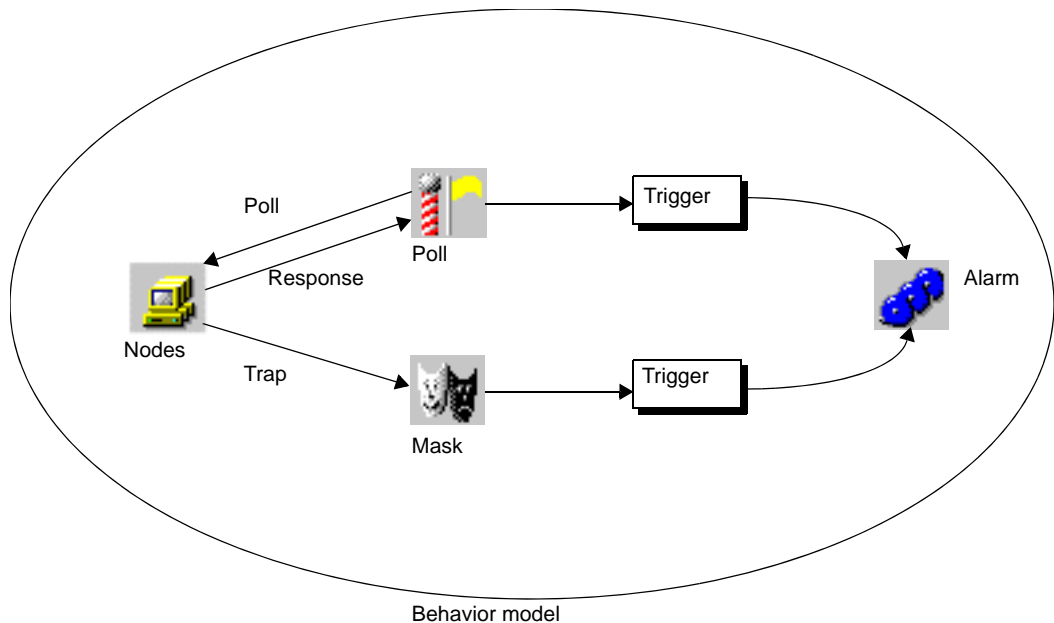 Poll
Trigger
Poll
Response
Alarm
Nodes
Trap
Trigger
Mask
Behavior model